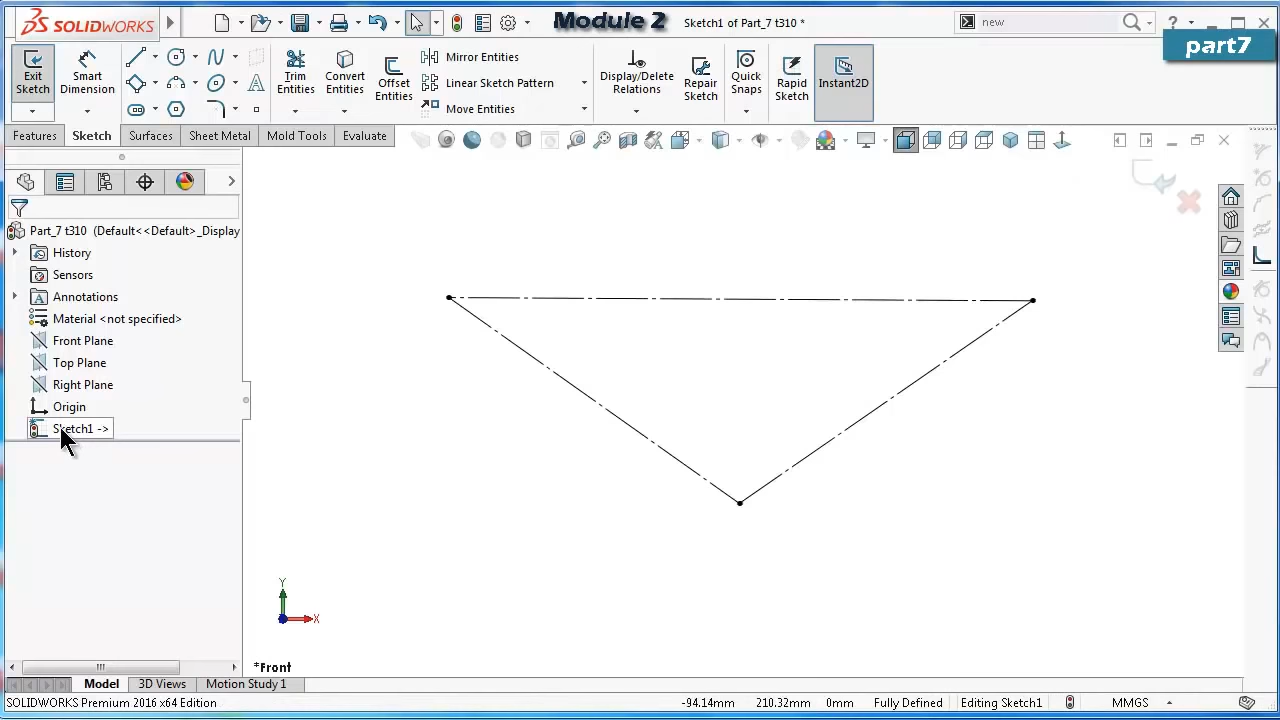 SOLIDWORKS
Module 2
Sketch1 of Part_7 t310 *
new
?
part7
Exit Sketch
Smart Dimension
Trim Entities
Convert Entities
Offset Entities
Mirror Entities
Linear Sketch Pattern
Move Entities
Display/Delete Relations
Repair Sketch
Quick Snaps
Rapid Sketch
Instant2D
Features
Sketch
Surfaces
Sheet Metal
Mold Tools
Evaluate
Part_7 t310 (Default<<Default>_Display
History
Sensors
Annotations
Material <not specified>
Front Plane
Top Plane
Right Plane
Origin
Sketch1 ->
Y
X
*Front
Model
3D Views
Motion Study 1
SOLIDWORKS Premium 2016 x64 Edition
-94.14mm
210.32mm
0mm
Fully Defined
Editing Sketch1
MMGS